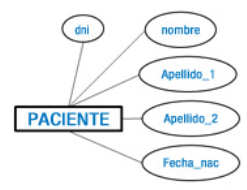 dni
nombre
Apellido_1
PACIENTE
Apellido_2
Fecha_nac